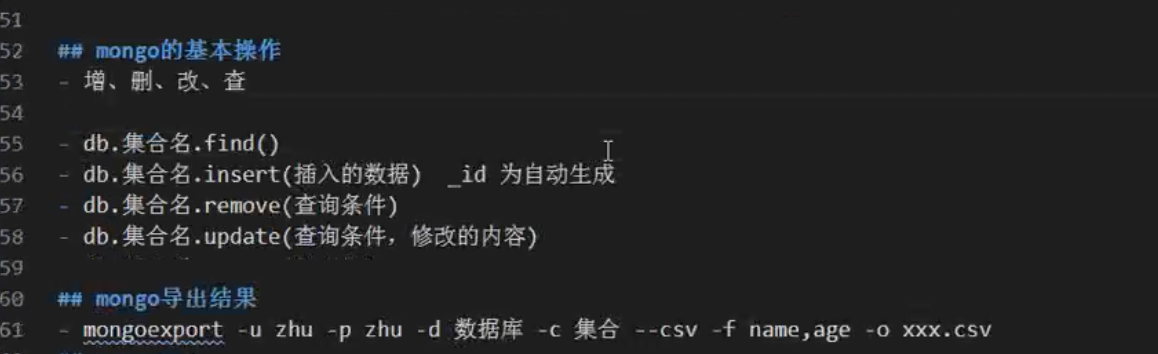 51
52 ## mongo的基本操作
53 - 增、删、改、查
54
55 - db.集合名.find()
56 - db.集合名.insert(插入的数据) _id 为自动生成
57 - db.集合名.remove(查询条件)
58 - db.集合名.update(查询条件, 修改的内容)
59
60 ## mongo导出结果
61 - mongoexport -u zhu -p zhu -d 数据库 -c 集合 --csv -f name,age -o xxx.csv